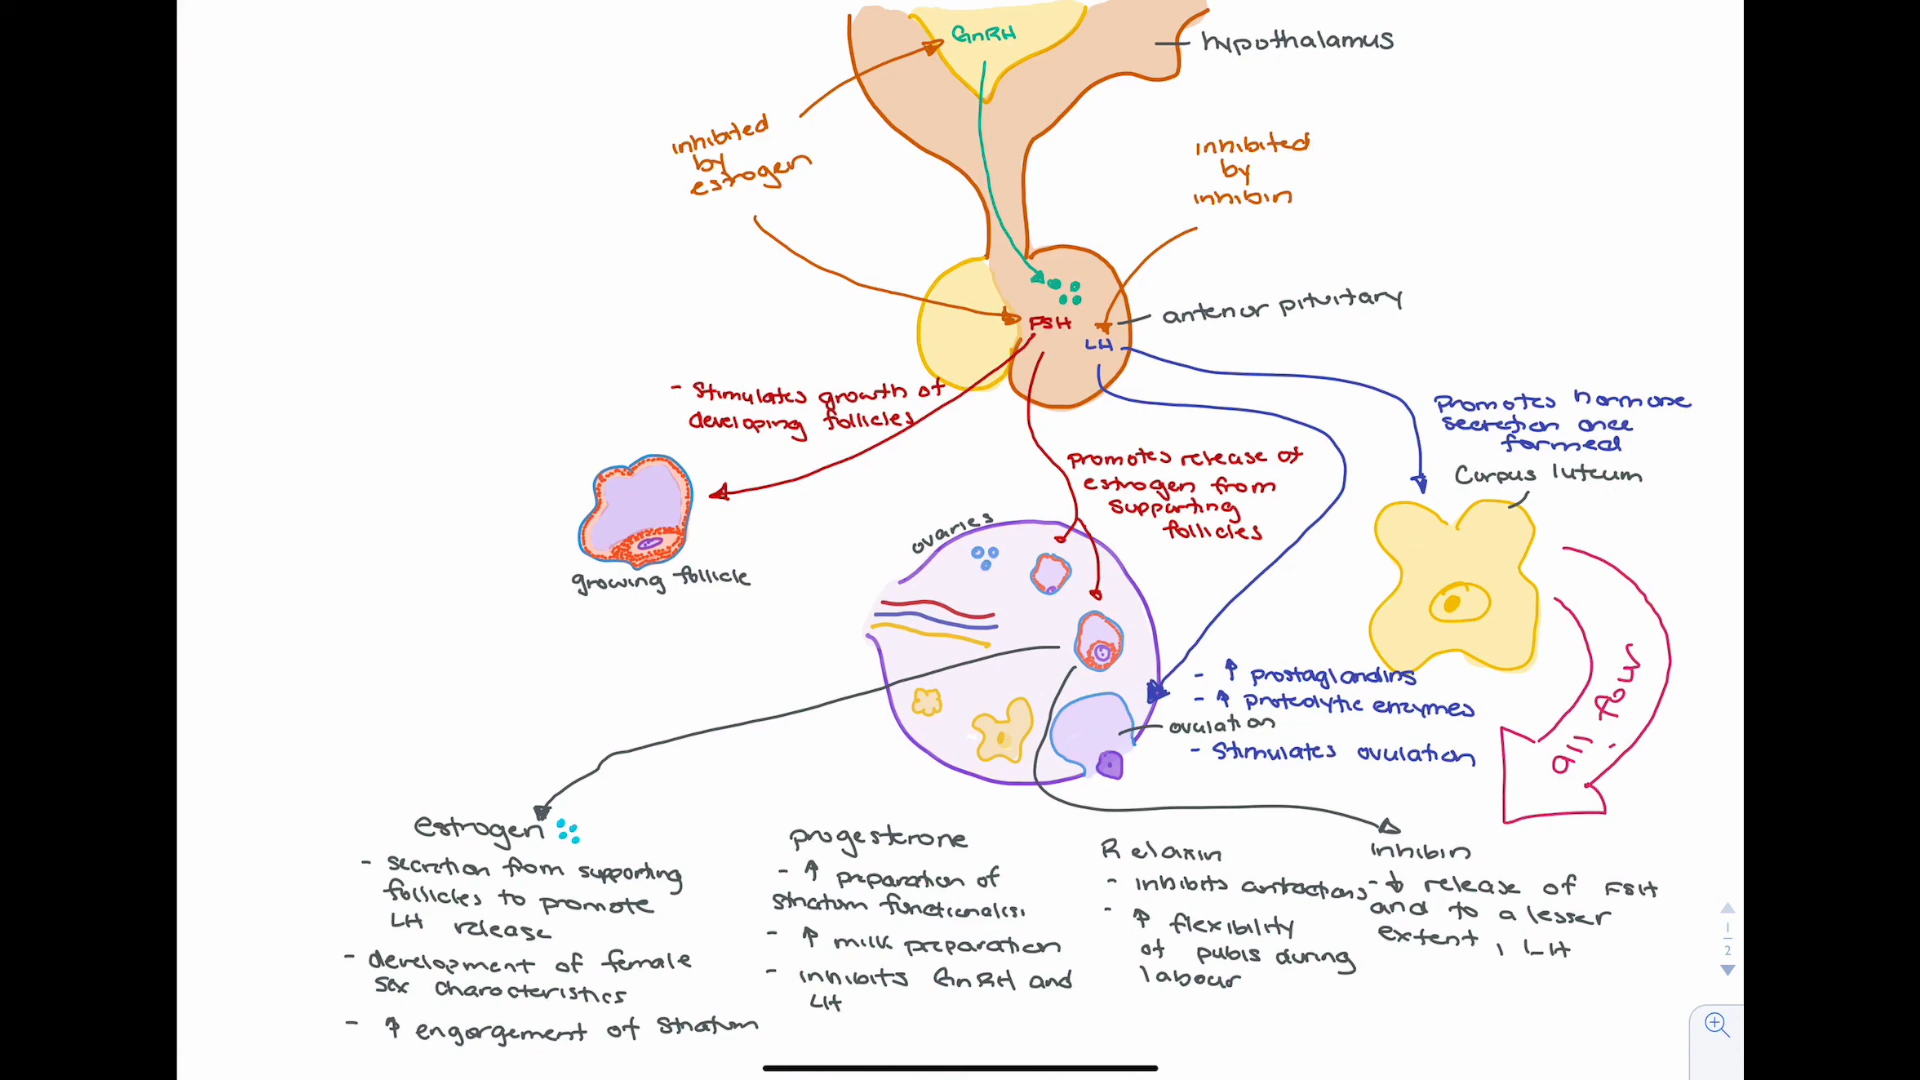 GnRH
hypothalamus
inhibited
by
estrogen
inhibited
by
inhibin
FSH
LH
anterior pituitary
- Stimulates growth of
developing follicles
growing follicle
promotes release of
estrogen from
supporting
follicles
promotes hormone
secretion once
formed
Corpus luteum
ovaries
- ↑ prostaglandins
- ↑ proteolytic enzymes
ovulation
- Stimulates ovulation
all four
estrogen
- secretion from supporting
follicles to promote
LH release
- development of female
sex characteristics
- ↑ engorgement of stratum
progesterone
- ↑ preparation of
stratum functionalis.
- ↑ milk preparation
- inhibits GnRH and
LH
Relaxin
- inhibits contractions
- ↑ flexibility
of pubis during
labour
inhibin
- ↓ release of FSH
and to a lesser
extent, LH
1
2